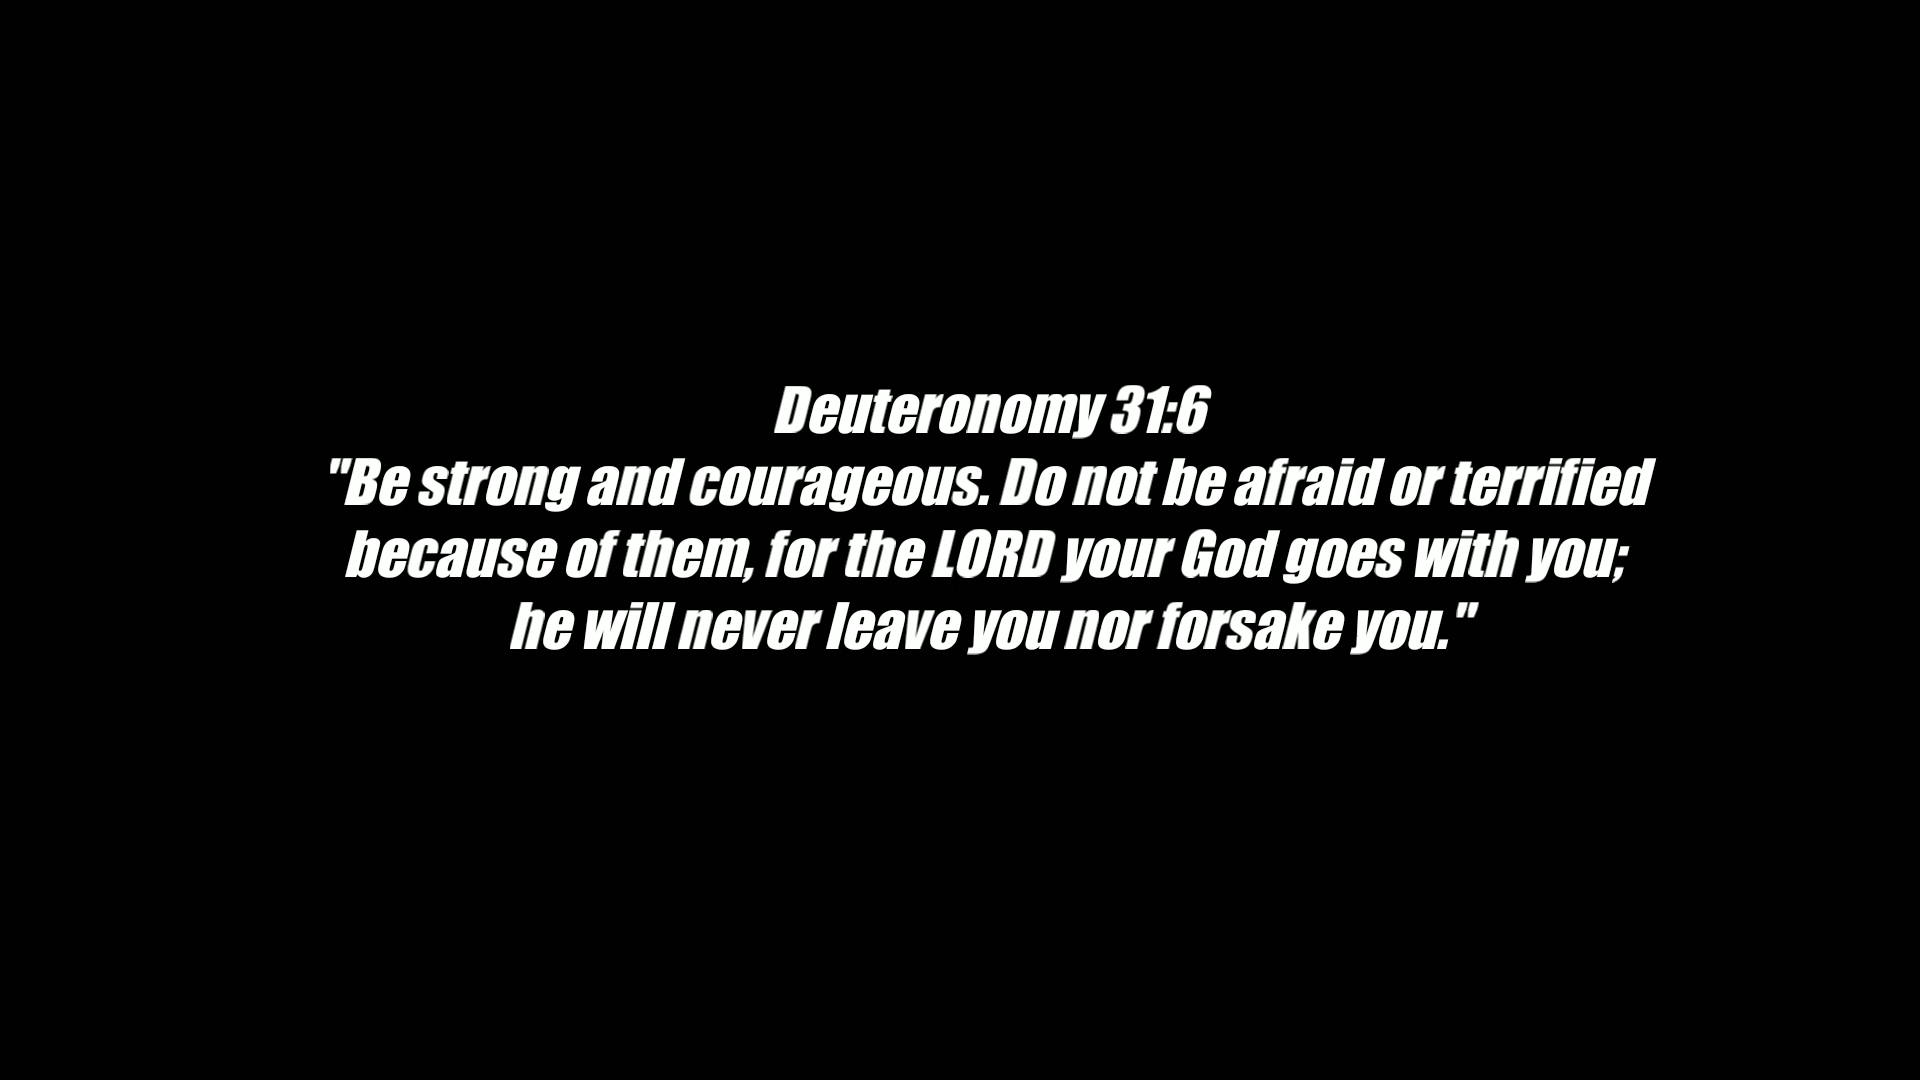 Deuteronomy 31:6
"Be strong and courageous. Do not be afraid or terrified
because of them, for the LORD your God goes with you;
he will never leave you nor forsake you."